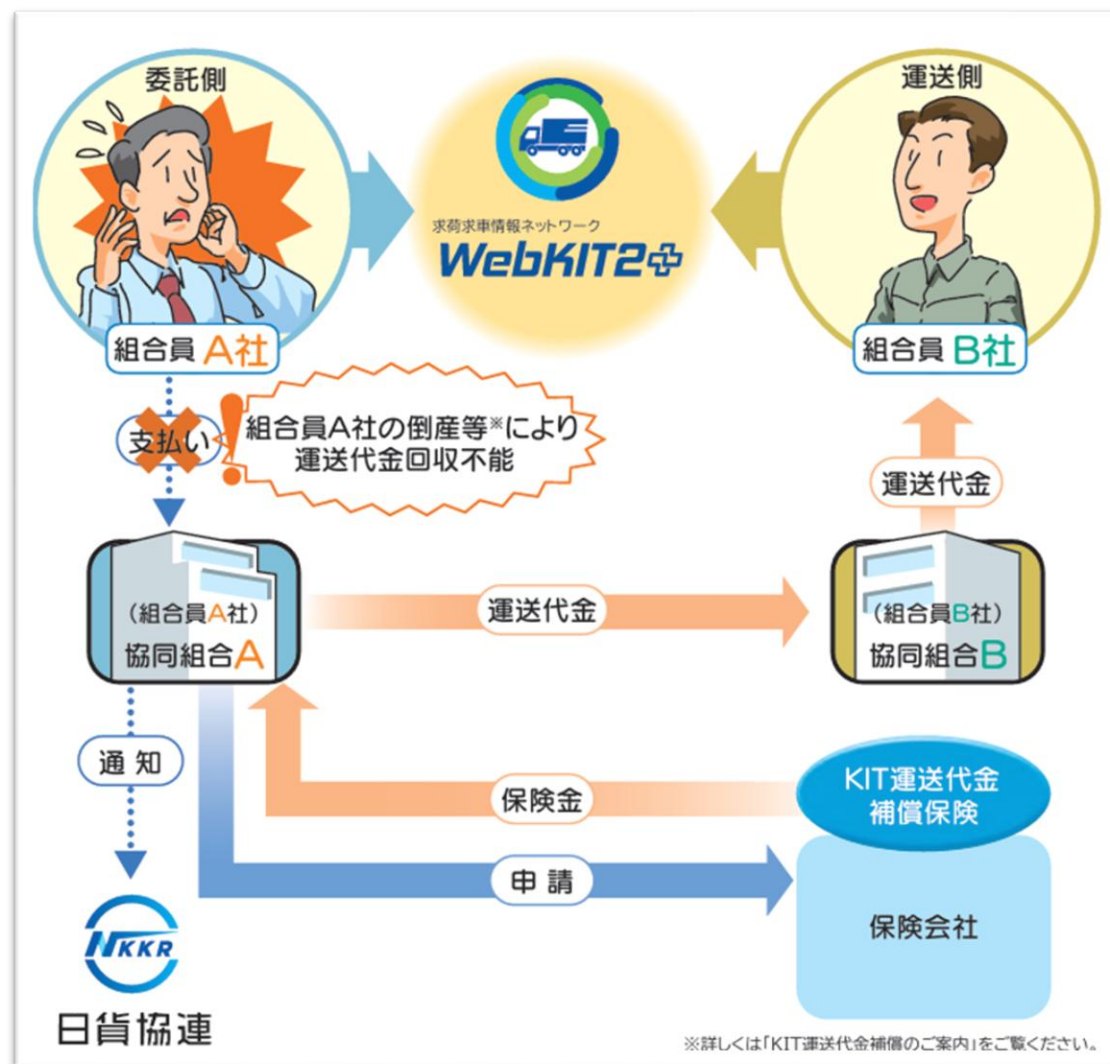 委託側
運送側
求荷求車情報ネットワーク
WebKIT2+
組合員 A社
組合員 B社
支払い
組合員A社の倒産等※により
運送代金回収不能
運送代金
(組合員A社)
協同組合A
運送代金
(組合員B社)
協同組合B
通知
保険金
KIT運送代金
補償保険
申請
保険会社
NKKR
日貨協連
※詳しくは「KIT運送代金補償のご案内」をご覧ください。